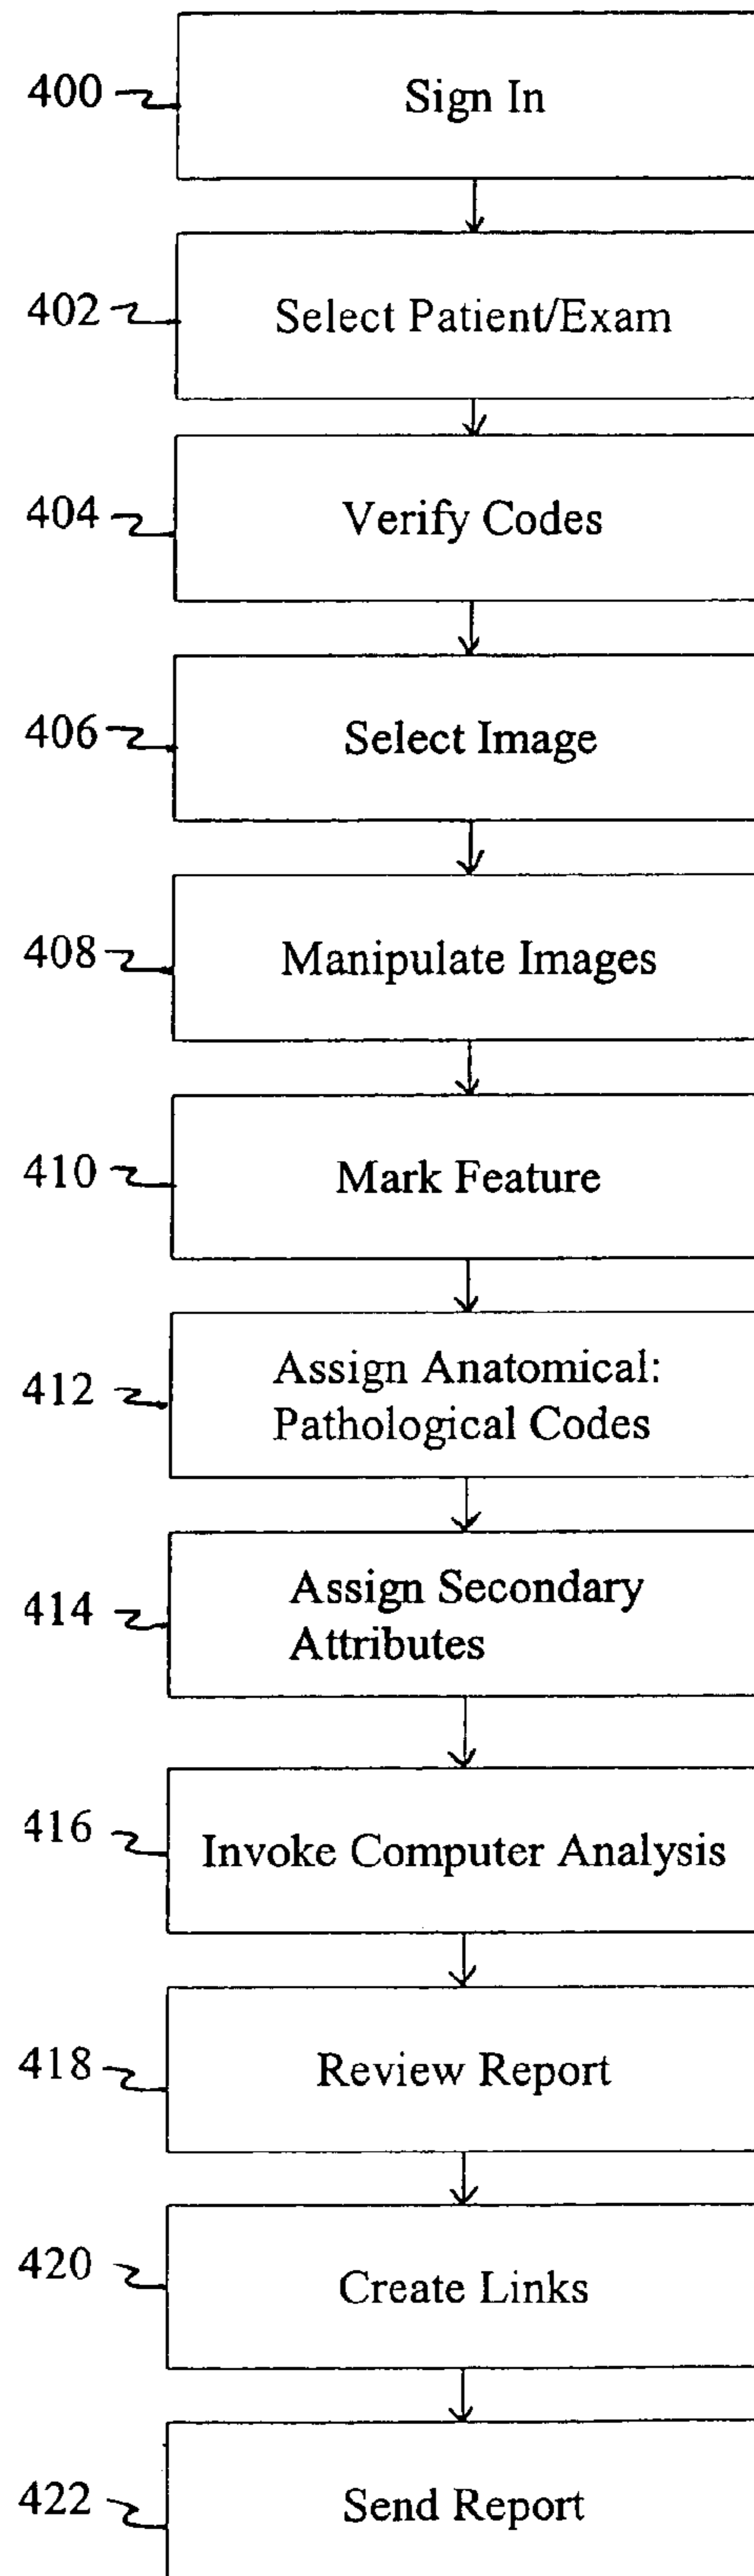 400
Sign In
402
Select Patient/Exam
404
Verify Codes
406
Select Image
408
Manipulate Images
410
Mark Feature
412
Assign Anatomical:
Pathological Codes
414
Assign Secondary
Attributes
416
Invoke Computer Analysis
418
Review Report
420
Create Links
422
Send Report